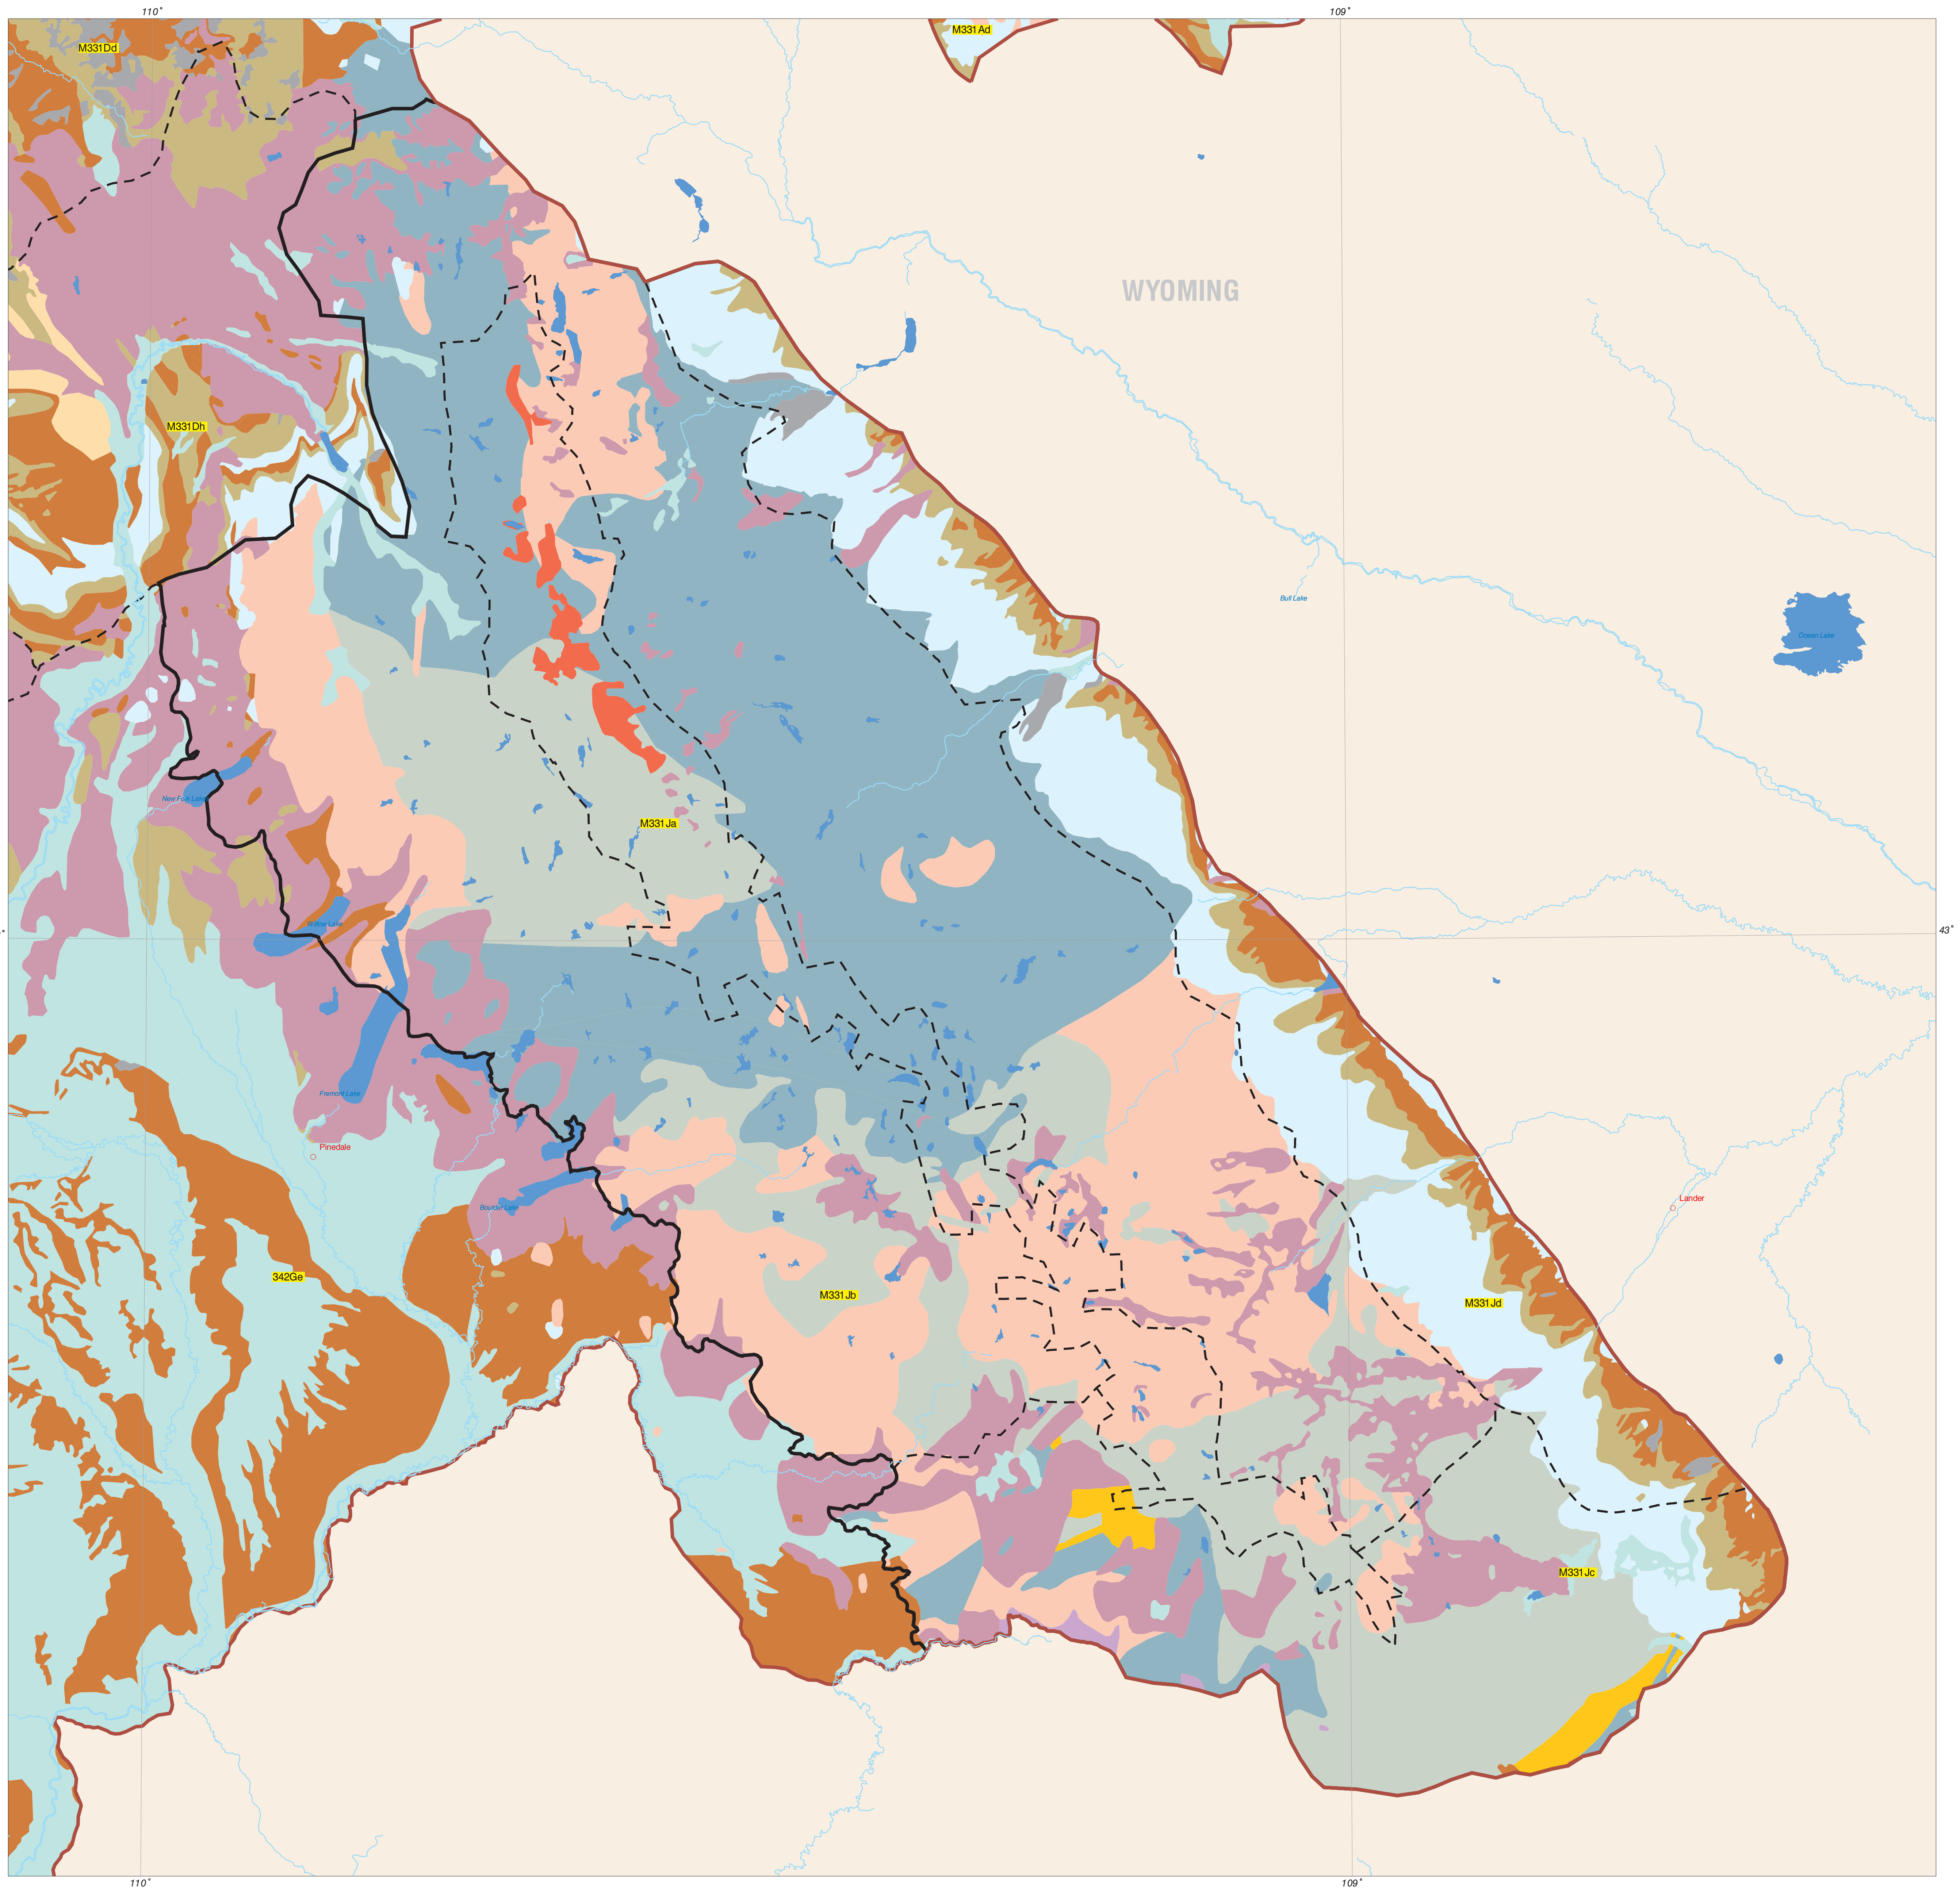 110°
109°
M331Dd
M331Ad
WYOMING
M331Dh
Bull Lake
Ocean Lake
New Fork Lake
M331Ja
Willow Lake
43°
Fremont Lake
Pinedale
Boulder Lake
Lander
342Ge
M331Jb
M331Jd
M331Jc
110°
109°